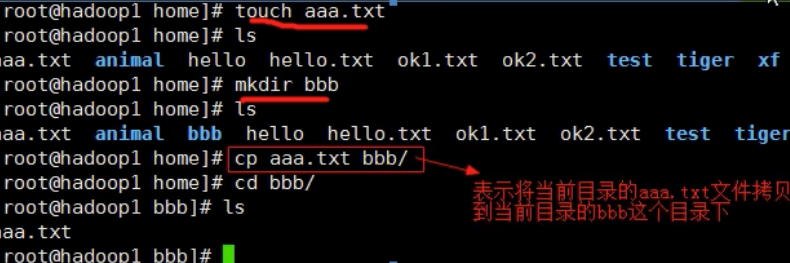 root@hadoop1 home]# touch aaa.txt
root@hadoop1 home]# ls
aa.txt animal hello hello.txt ok1.txt ok2.txt test tiger xf
root@hadoop1 home]# mkdir bbb
root@hadoop1 home]# ls
aa.txt animal bbb hello hello.txt ok1.txt ok2.txt test tiger
root@hadoop1 home]# cp aaa.txt bbb/
root@hadoop1 home]# cd bbb/
表示将当前目录的aaa.txt文件拷贝
到当前目录的bbb这个目录下
root@hadoop1 bbb]# ls
aa.txt
root@hadoop1 bbb]#